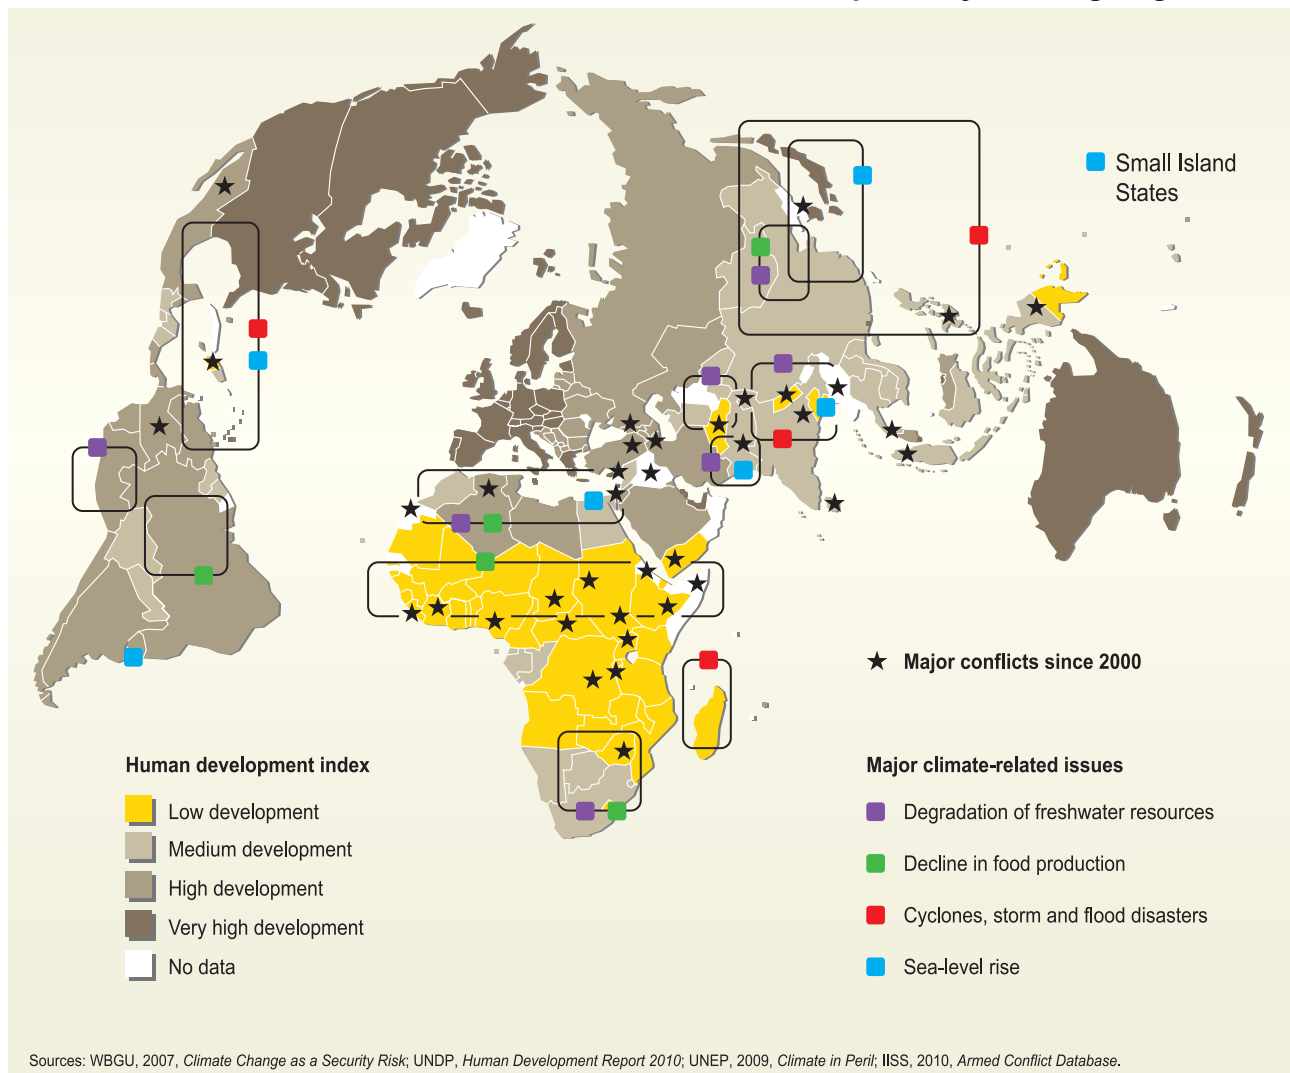 Small Island
States
Major conflicts since 2000
Human development index
Low development
Medium development
High development
Very high development
No data
Major climate-related issues
Degradation of freshwater resources
Decline in food production
Cyclones, storm and flood disasters
Sea-level rise
Sources: WBGU, 2007, Climate Change as a Security Risk; UNDP, Human Development Report 2010; UNEP, 2009, Climate in Peril; IISS, 2010, Armed Conflict Database.